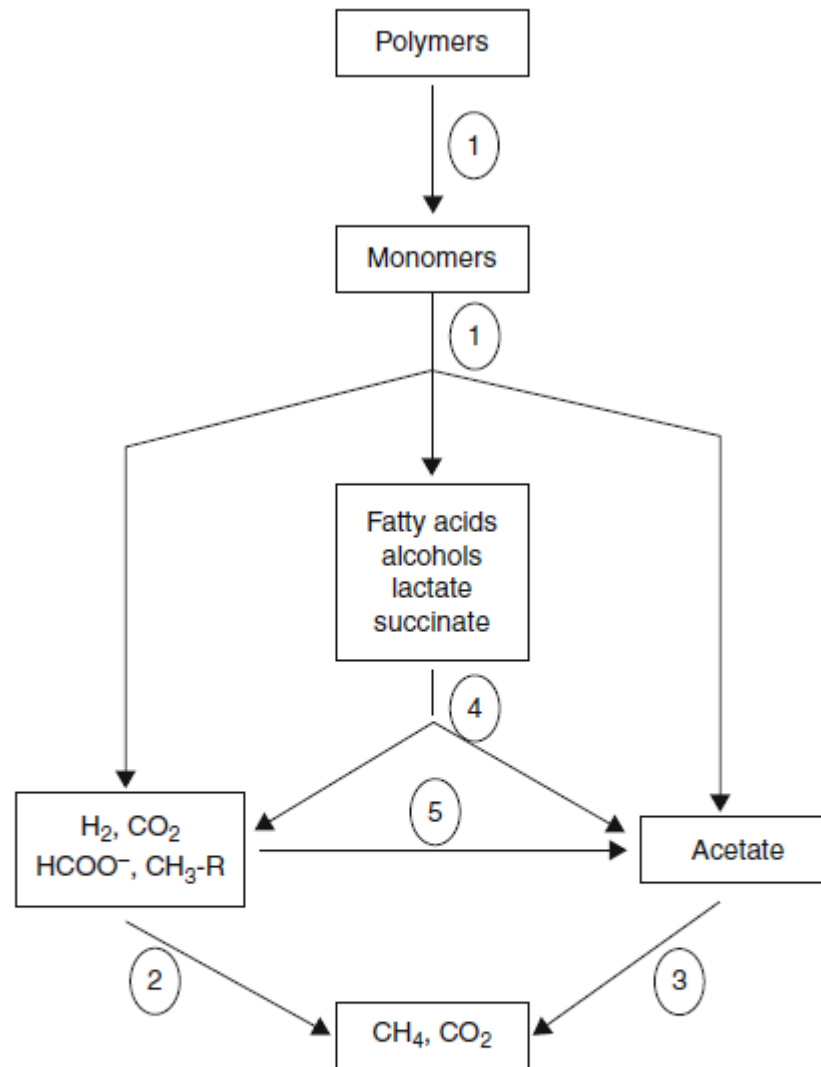 Polymers
1
Monomers
1
Fatty acids
alcohols
lactate
succinate
4
5
H₂, CO₂
HCOO⁻, CH₃-R
Acetate
2
3
CH₄, CO₂